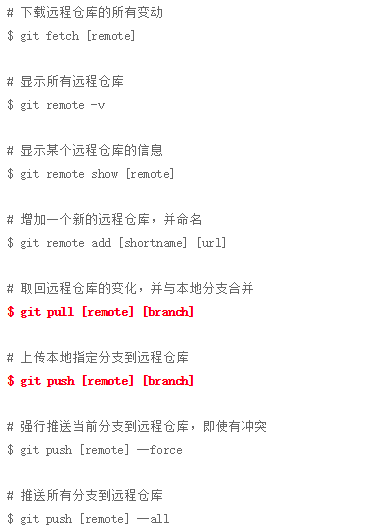 # 下载远程仓库的所有变动
$ git fetch [remote]
# 显示所有远程仓库
$ git remote -v
# 显示某个远程仓库的信息
$ git remote show [remote]
# 增加一个新的远程仓库，并命名
$ git remote add [shortname] [url]
# 取回远程仓库的变化，并与本地分支合并
$ git pull [remote] [branch]
# 上传本地指定分支到远程仓库
$ git push [remote] [branch]
# 强行推送当前分支到远程仓库，即使有冲突
$ git push [remote] —force
# 推送所有分支到远程仓库
$ git push [remote] —all